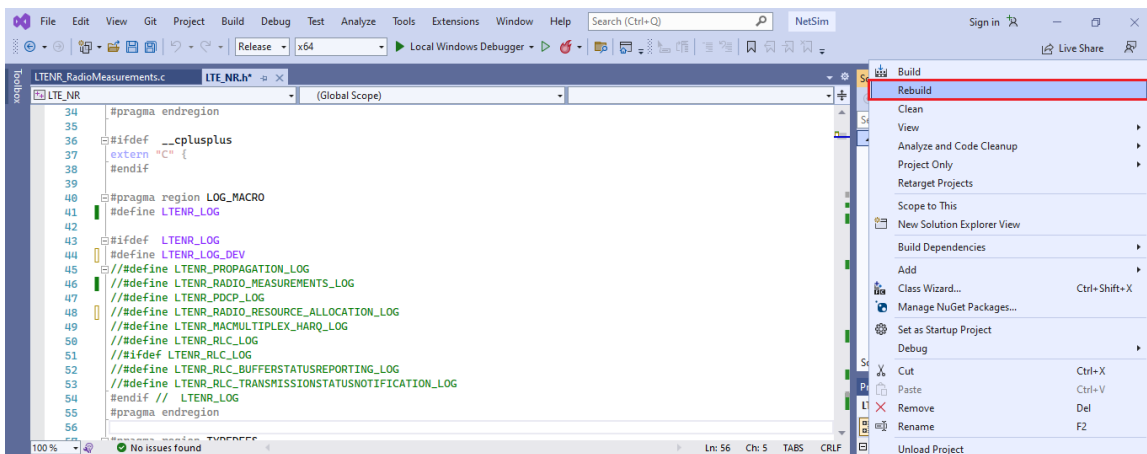 File Edit View Git Project Build Debug Test Analyze Tools Extensions Window Help Search (Ctrl+Q) NetSim Sign in
Release x64 Local Windows Debugger Live Share
Toolbox
LTENR_RadioMeasurements.c LTE_NR.h*
LTE_NR (Global Scope)
34 #pragma endregion
35
36 #ifdef __cplusplus
37 extern "C" {
38 #endif
39
40 #pragma region LOG_MACRO
41 #define LTENR_LOG
42
43 #ifdef LTENR_LOG
44 #define LTENR_LOG_DEV
45 //#define LTENR_PROPAGATION_LOG
46 //#define LTENR_RADIO_MEASUREMENTS_LOG
47 //#define LTENR_PDCP_LOG
48 //#define LTENR_RADIO_RESOURCE_ALLOCATION_LOG
49 //#define LTENR_MACMULTIPLEX_HARQ_LOG
50 //#define LTENR_RLC_LOG
51 //#ifdef LTENR_RLC_LOG
52 //#define LTENR_RLC_BUFFERSTATUSREPORTING_LOG
53 //#define LTENR_RLC_TRANSMISSIONSTATUSNOTIFICATION_LOG
54 #endif // LTENR_LOG
55 #pragma endregion
56
100 % No issues found Ln: 56 Ch: 5 TABS CRLF
Build
Rebuild
Clean
View
Analyze and Code Cleanup
Project Only
Retarget Projects
Scope to This
New Solution Explorer View
Build Dependencies
Add
Class Wizard... Ctrl+Shift+X
Manage NuGet Packages...
Set as Startup Project
Debug
Cut Ctrl+X
Paste Ctrl+V
Remove Del
Rename F2
Unload Project